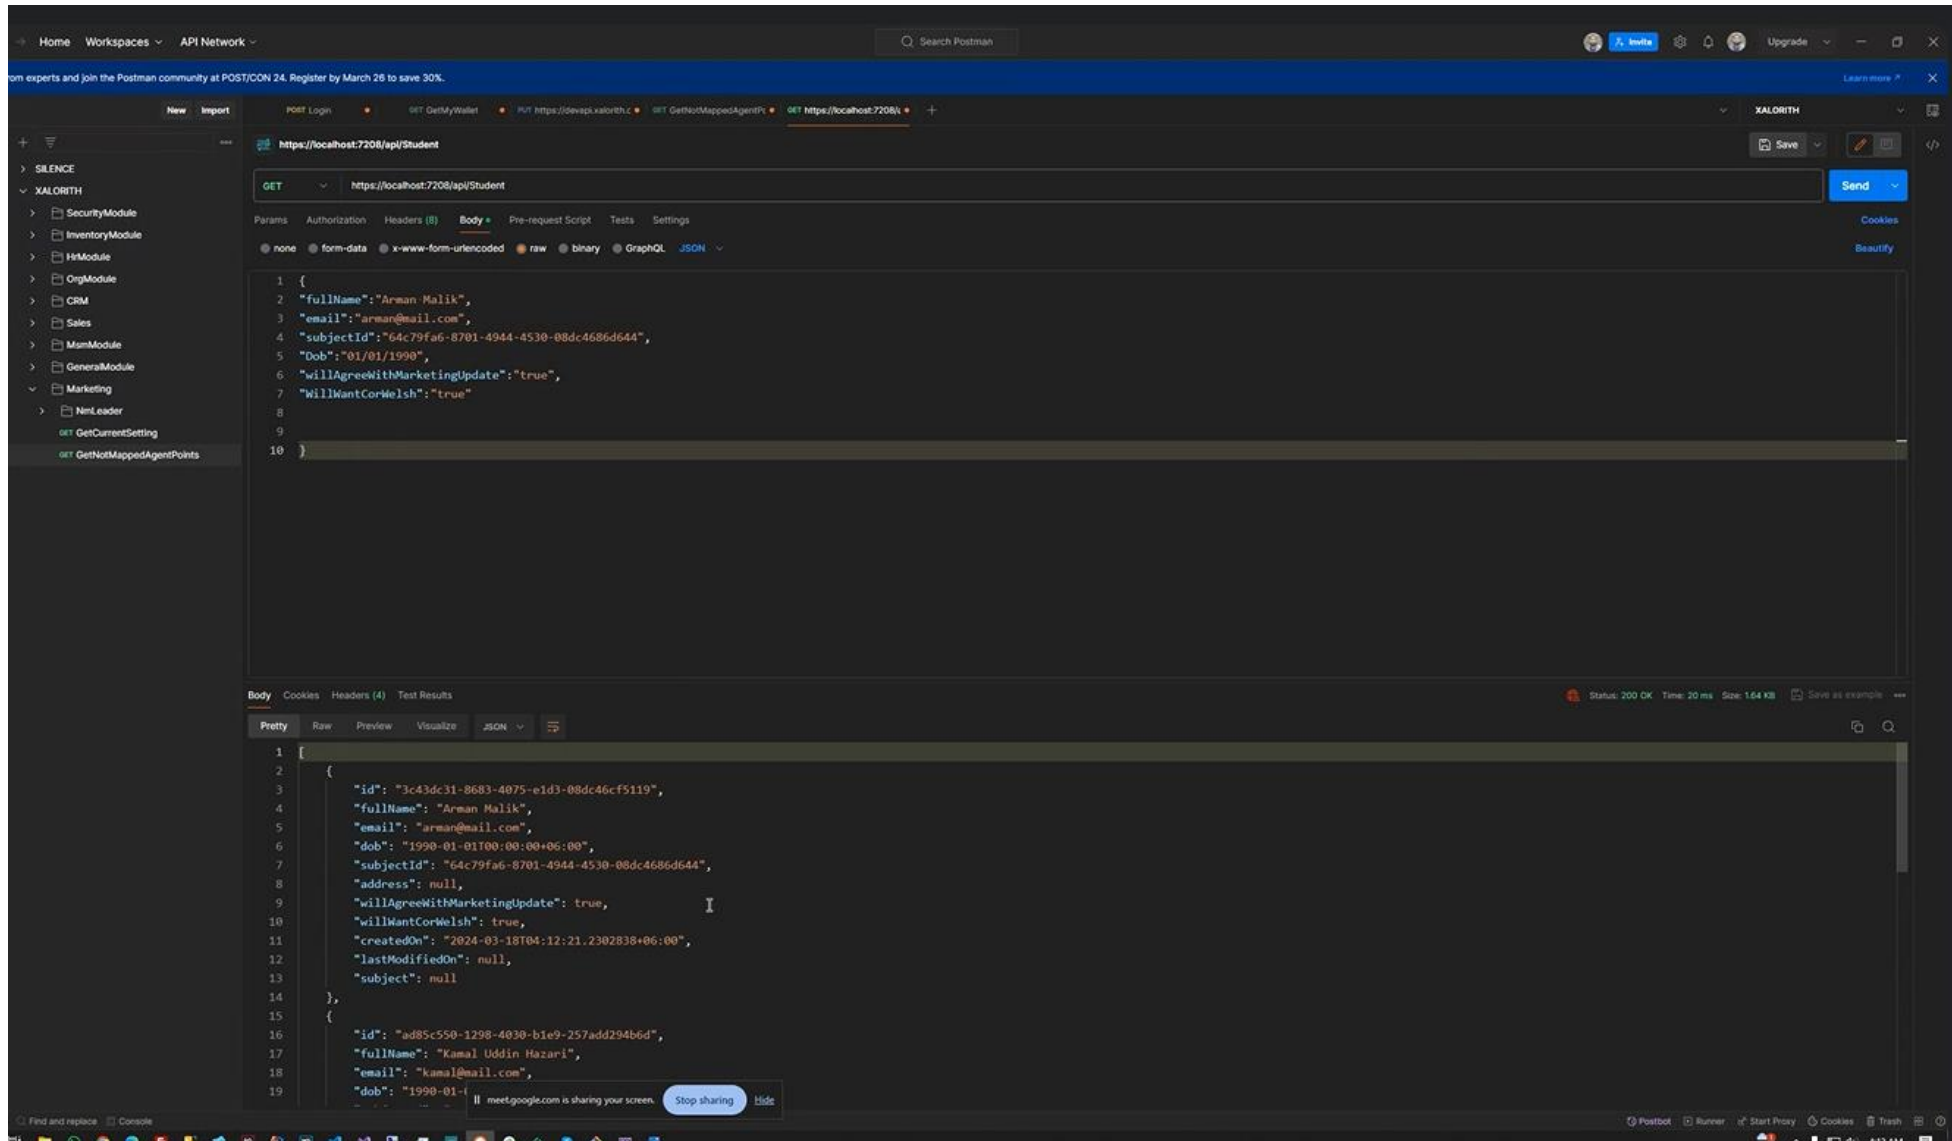 Home Workspaces API Network Search Postman Invite Upgrade
om experts and join the Postman community at POST/CON 24. Register by March 26 to save 30%. Learn more
New Import POST Login GET GetMyWallet PUT https://devapi.xalorith.c GET GetNotMappedAgentPo GET https://localhost:7208/a XALORITH
https://localhost:7208/api/Student Save
SILENCE
XALORITH
SecurityModule
InventoryModule
HrModule
OrgModule
CRM
Sales
MsmModule
GeneralModule
Marketing
NmLeader
GET GetCurrentSetting
GET GetNotMappedAgentPoints
GET https://localhost:7208/api/Student Send
Params Authorization Headers (8) Body Pre-request Script Tests Settings Cookies
none form-data x-www-form-urlencoded raw binary GraphQL JSON Beautify
1 {
2 "fullName":"Arman Malik",
3 "email":"arman@mail.com",
4 "subjectId":"64c79fa6-8701-4944-4530-08dc4686d644",
5 "Dob":"01/01/1990",
6 "willAgreeWithMarketingUpdate":"true",
7 "WillWantCorWelsh":"true"
8
9
10 }
Body Cookies Headers (4) Test Results Status: 200 OK Time: 20 ms Size: 1.64 KB Save as example
Pretty Raw Preview Visualize JSON
1 [
2 {
3 "id": "3c43dc31-8683-4075-e1d3-08dc46cf5119",
4 "fullName": "Arman Malik",
5 "email": "arman@mail.com",
6 "dob": "1990-01-01T00:00:00+06:00",
7 "subjectId": "64c79fa6-8701-4944-4530-08dc4686d644",
8 "address": null,
9 "willAgreeWithMarketingUpdate": true,
10 "willWantCorWelsh": true,
11 "createdOn": "2024-03-18T04:12:21.2302838+06:00",
12 "lastModifiedOn": null,
13 "subject": null
14 },
15 {
16 "id": "ad85c550-1298-4030-b1e9-257add294b6d",
17 "fullName": "Kamal Uddin Hazari",
18 "email": "kamal@mail.com",
19 "dob": "1990-01-
meet.google.com is sharing your screen. Stop sharing Hide
Find and replace Console Postbot Runner Start Proxy Cookies Trash